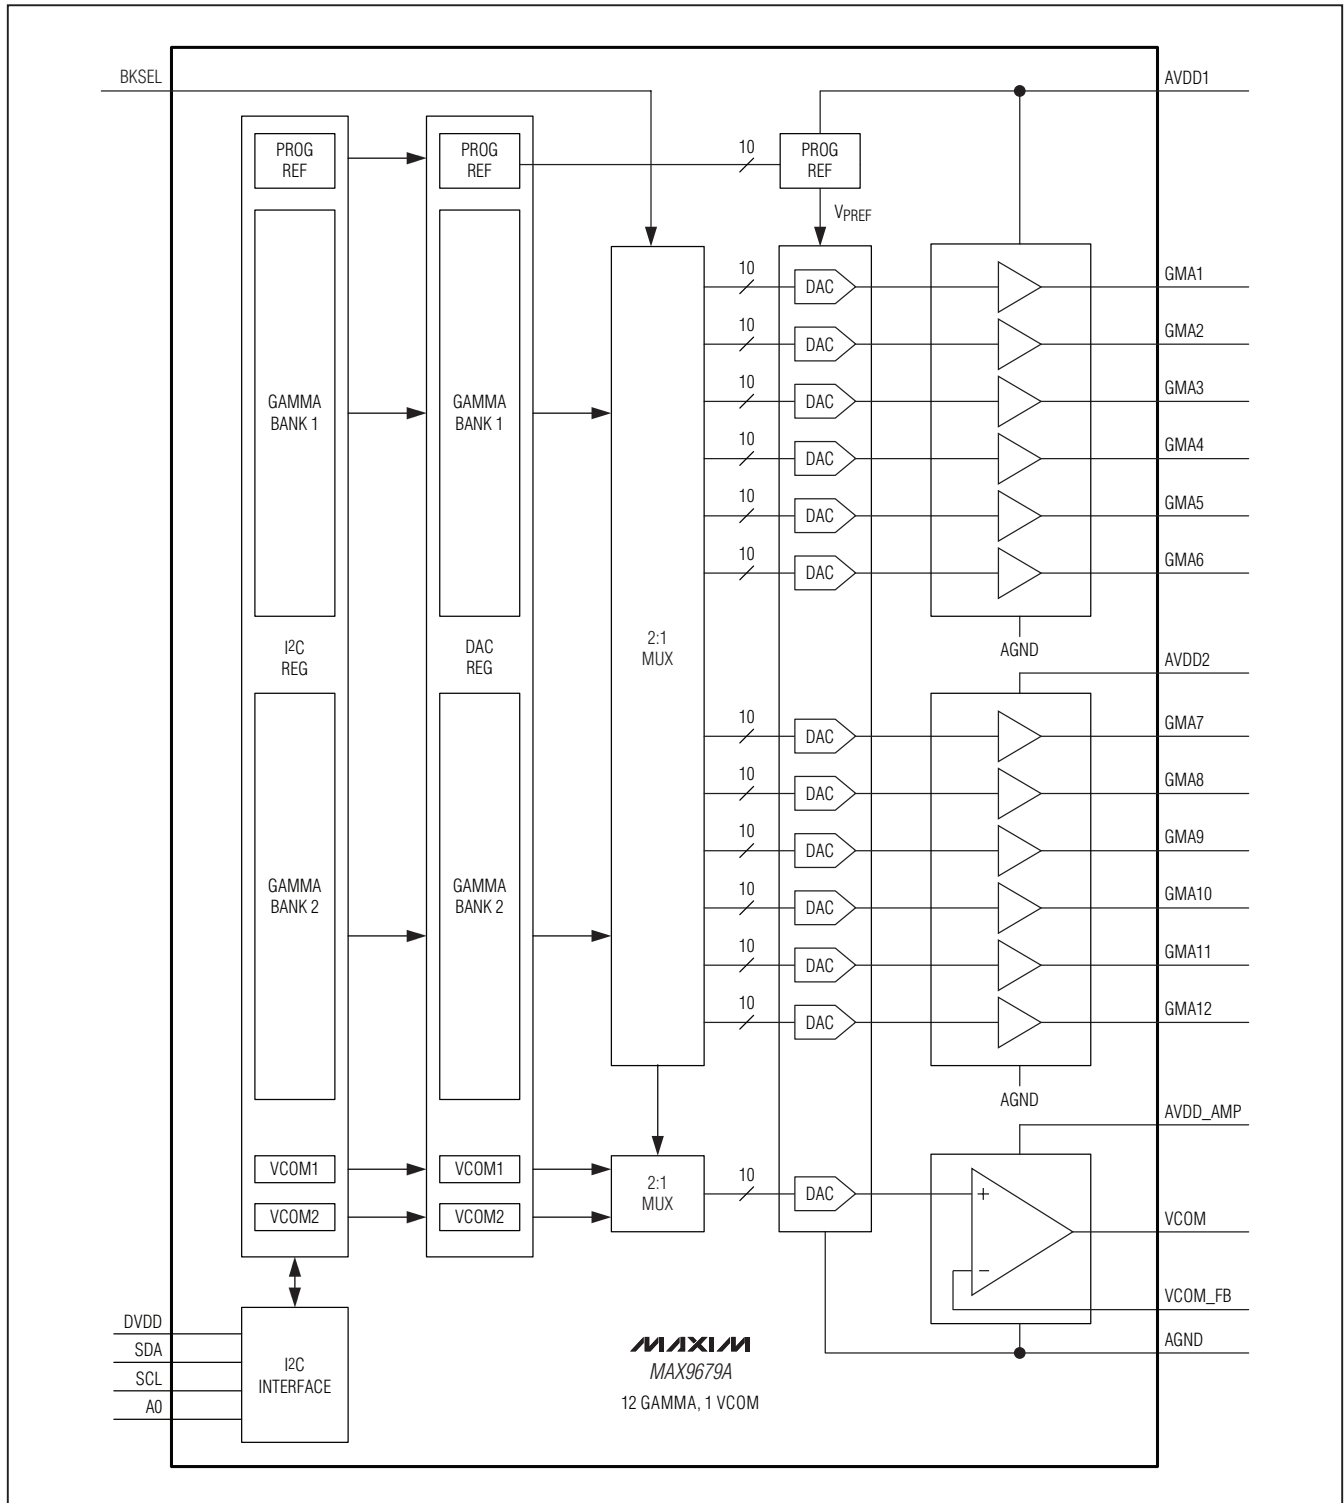 BKSEL
AVDD1
PROG
REF
PROG
REF
10
PROG
REF
VPREF
10
DAC
GMA1
10
DAC
GMA2
10
DAC
GMA3
GAMMA
BANK 1
GAMMA
BANK 1
10
DAC
GMA4
10
DAC
GMA5
10
DAC
GMA6
I2C
REG
DAC
REG
2:1
MUX
AGND
AVDD2
10
DAC
GMA7
10
DAC
GMA8
10
DAC
GMA9
GAMMA
BANK 2
GAMMA
BANK 2
10
DAC
GMA10
10
DAC
GMA11
10
DAC
GMA12
AGND
AVDD_AMP
VCOM1
VCOM1
2:1
MUX
10
DAC
+
VCOM2
VCOM2
VCOM
−
VCOM_FB
AGND
DVDD
SDA
SCL
A0
I2C
INTERFACE
MAXIM
MAX9679A
12 GAMMA, 1 VCOM